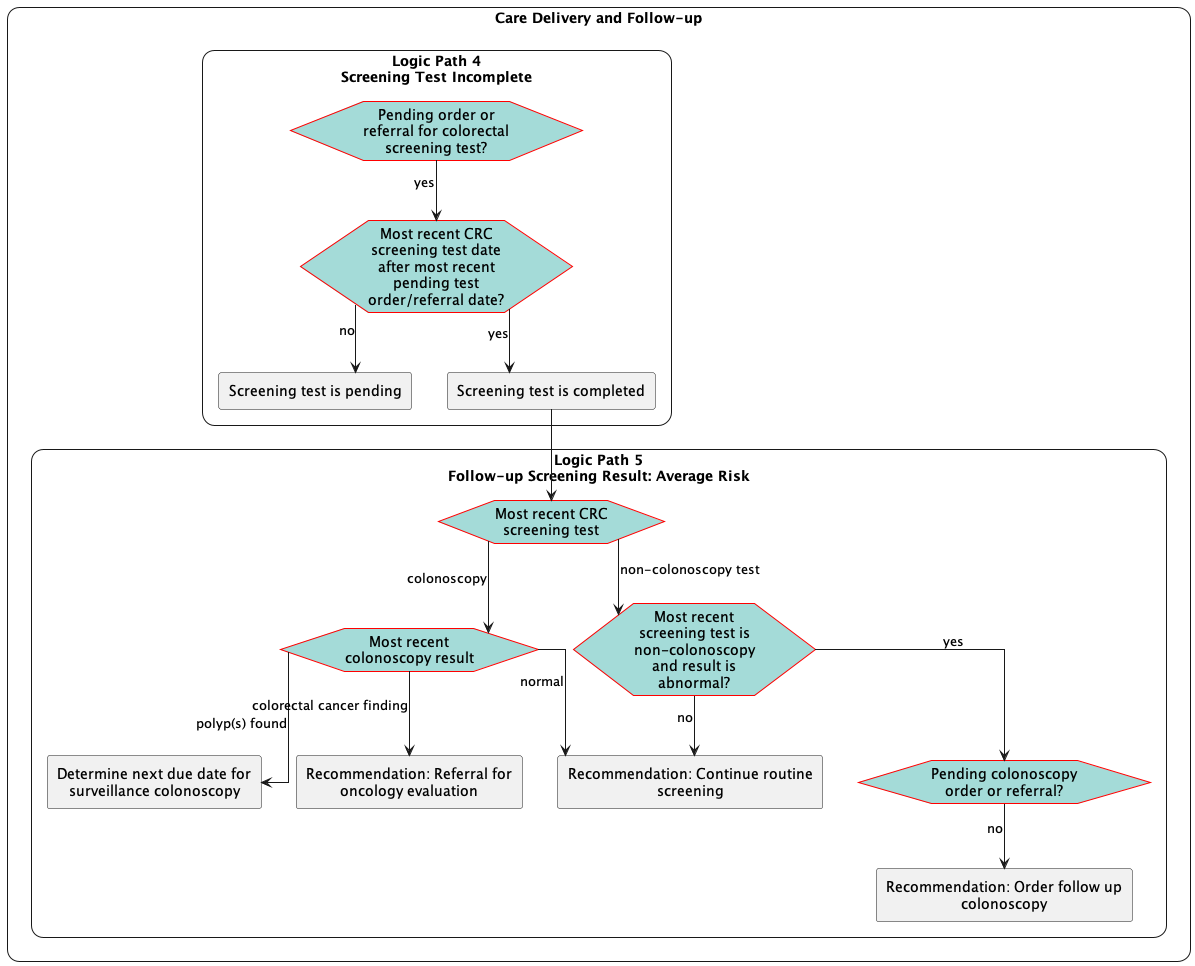 Care Delivery and Follow-up
Logic Path 4
Screening Test Incomplete
Pending order or
referral for colorectal
screening test?
yes
Most recent CRC
screening test date
after most recent
pending test
order/referral date?
no
yes
Screening test is pending
Screening test is completed
Logic Path 5
Follow-up Screening Result: Average Risk
Most recent CRC
screening test
colonoscopy
non-colonoscopy test
Most recent
colonoscopy result
Most recent
screening test is
non-colonoscopy
and result is
abnormal?
yes
normal
colorectal cancer finding
polyp(s) found
no
Determine next due date for
surveillance colonoscopy
Recommendation: Referral for
oncology evaluation
Recommendation: Continue routine
screening
Pending colonoscopy
order or referral?
no
Recommendation: Order follow up
colonoscopy